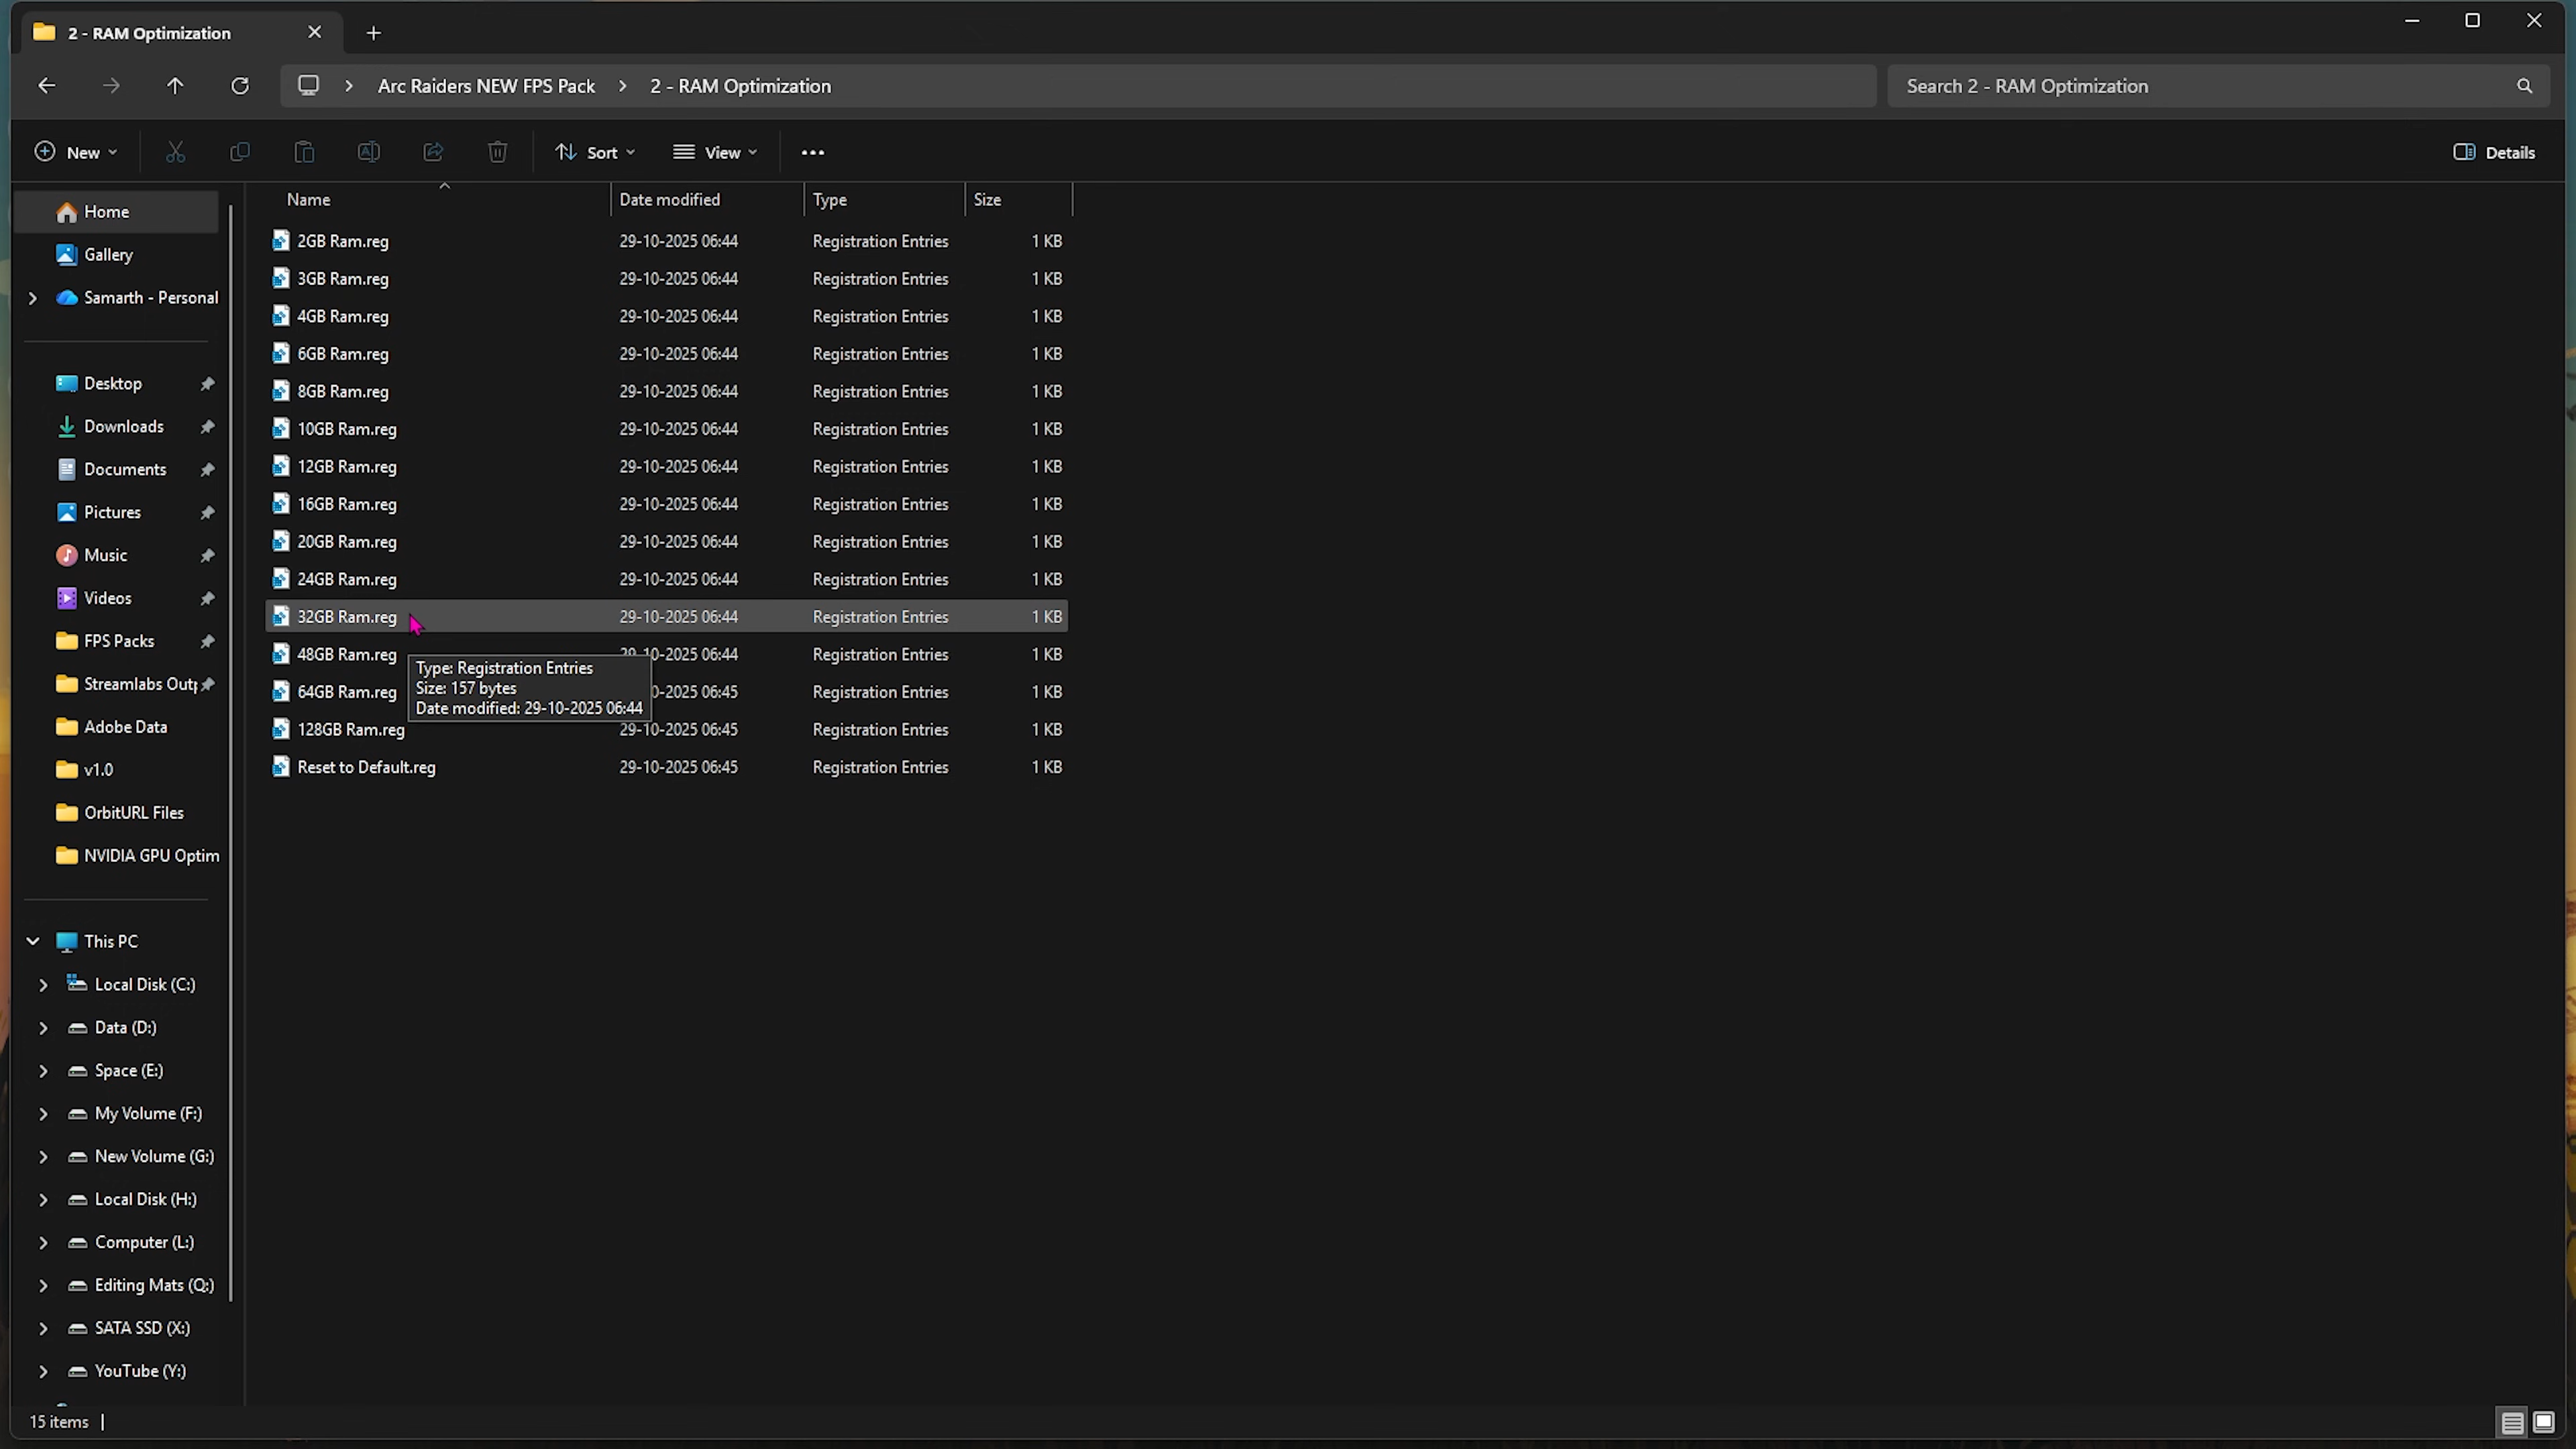 2 - RAM Optimization
Arc Raiders NEW FPS Pack > 2 - RAM Optimization
Search 2 - RAM Optimization
New
Sort
View
Details
Home
Gallery
Samarth - Personal
Desktop
Downloads
Documents
Pictures
Music
Videos
FPS Packs
Streamlabs Outp
Adobe Data
v1.0
OrbitURL Files
NVIDIA GPU Optim
This PC
Local Disk (C:)
Data (D:)
Space (E:)
My Volume (F:)
New Volume (G:)
Local Disk (H:)
Computer (L:)
Editing Mats (Q:)
SATA SSD (X:)
YouTube (Y:)
Name Date modified Type Size
2GB Ram.reg 29-10-2025 06:44 Registration Entries 1 KB
3GB Ram.reg 29-10-2025 06:44 Registration Entries 1 KB
4GB Ram.reg 29-10-2025 06:44 Registration Entries 1 KB
6GB Ram.reg 29-10-2025 06:44 Registration Entries 1 KB
8GB Ram.reg 29-10-2025 06:44 Registration Entries 1 KB
10GB Ram.reg 29-10-2025 06:44 Registration Entries 1 KB
12GB Ram.reg 29-10-2025 06:44 Registration Entries 1 KB
16GB Ram.reg 29-10-2025 06:44 Registration Entries 1 KB
20GB Ram.reg 29-10-2025 06:44 Registration Entries 1 KB
24GB Ram.reg 29-10-2025 06:44 Registration Entries 1 KB
32GB Ram.reg 29-10-2025 06:44 Registration Entries 1 KB
48GB Ram.reg 29-10-2025 06:44 Registration Entries 1 KB
64GB Ram.reg 0-2025 06:45 Registration Entries 1 KB
128GB Ram.reg 29-10-2025 06:45 Registration Entries 1 KB
Reset to Default.reg 29-10-2025 06:45 Registration Entries 1 KB
Type: Registration Entries
Size: 157 bytes
Date modified: 29-10-2025 06:44
15 items